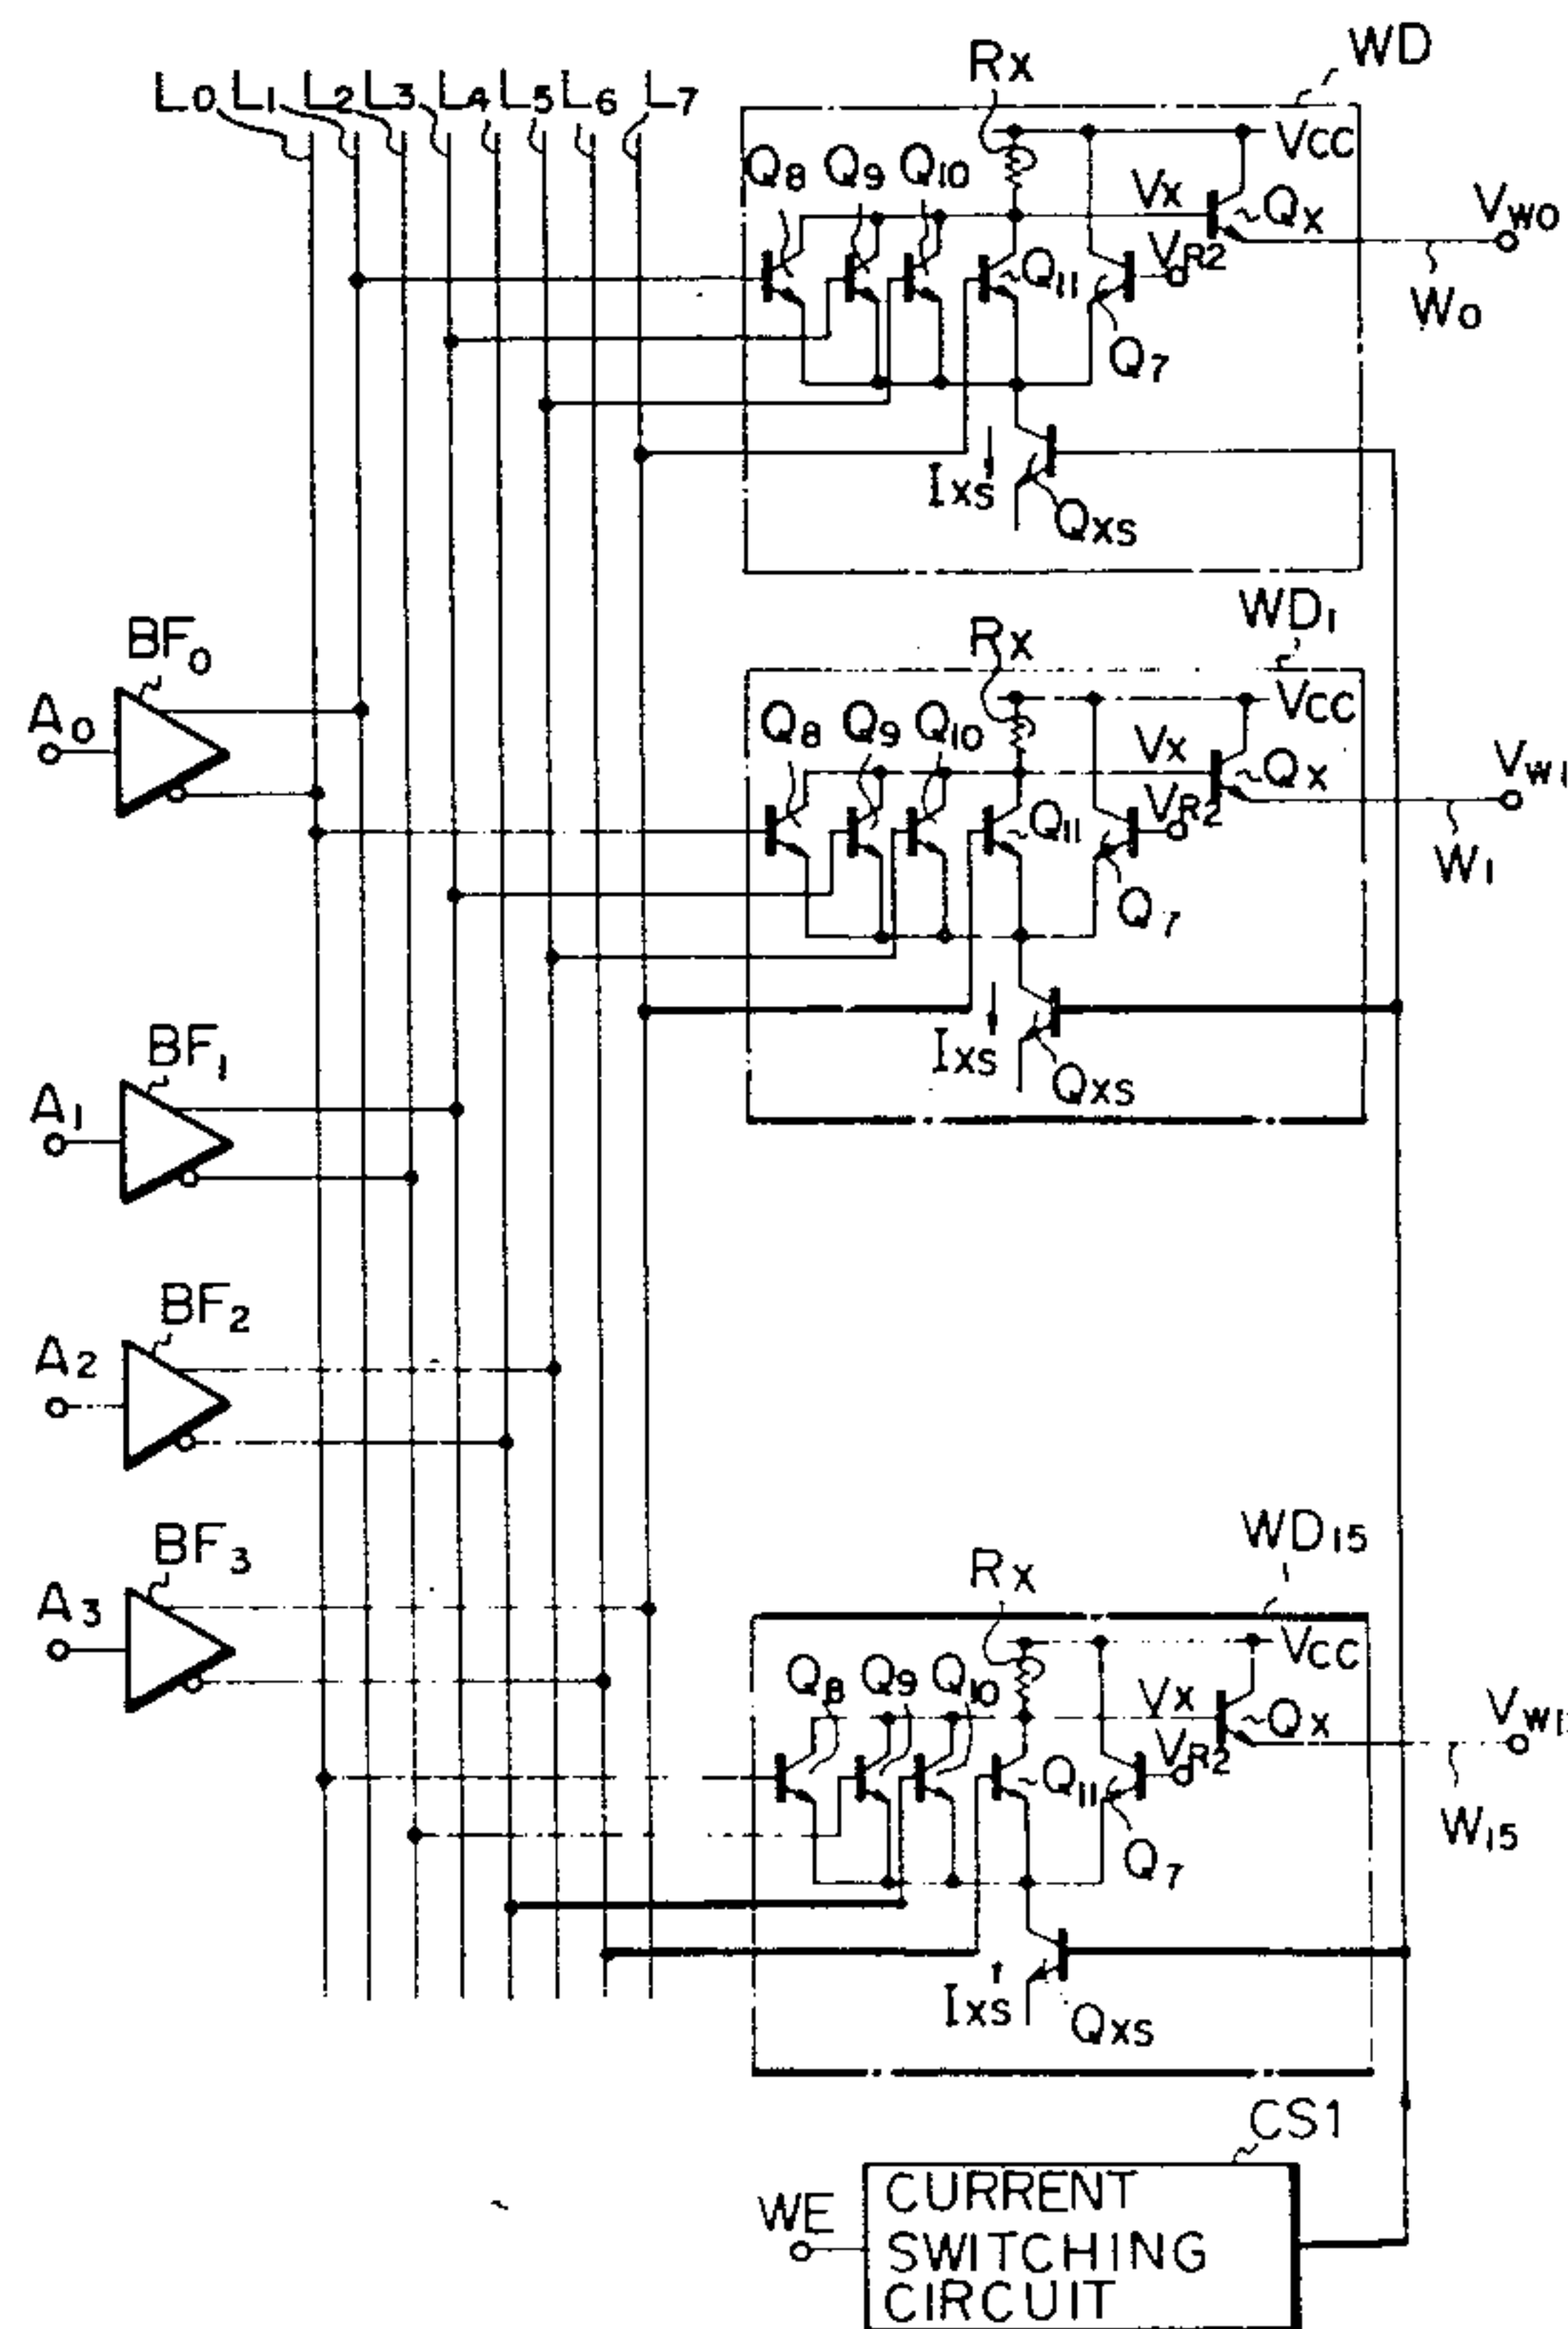 L0 L1 L2 L3 L4 L5 L6 L7
Rx
WD
VCC
Q8 Q9 Q10
Vx
Qx
VW0
Q11
VR2
W0
Q7
IXS
QXS
BF0
A0
WD1
Rx
VCC
Q8 Q9 Q10
Vx
Qx
VW1
Q11
VR2
W1
Q7
IXS
QXS
BF1
A1
BF2
A2
BF3
A3
WD15
Rx
VCC
Q8 Q9 Q10
Vx
Qx
Q11
VR2
W15
Q7
IXS
QXS
CS1
WE
CURRENT
SWITCHING
CIRCUIT